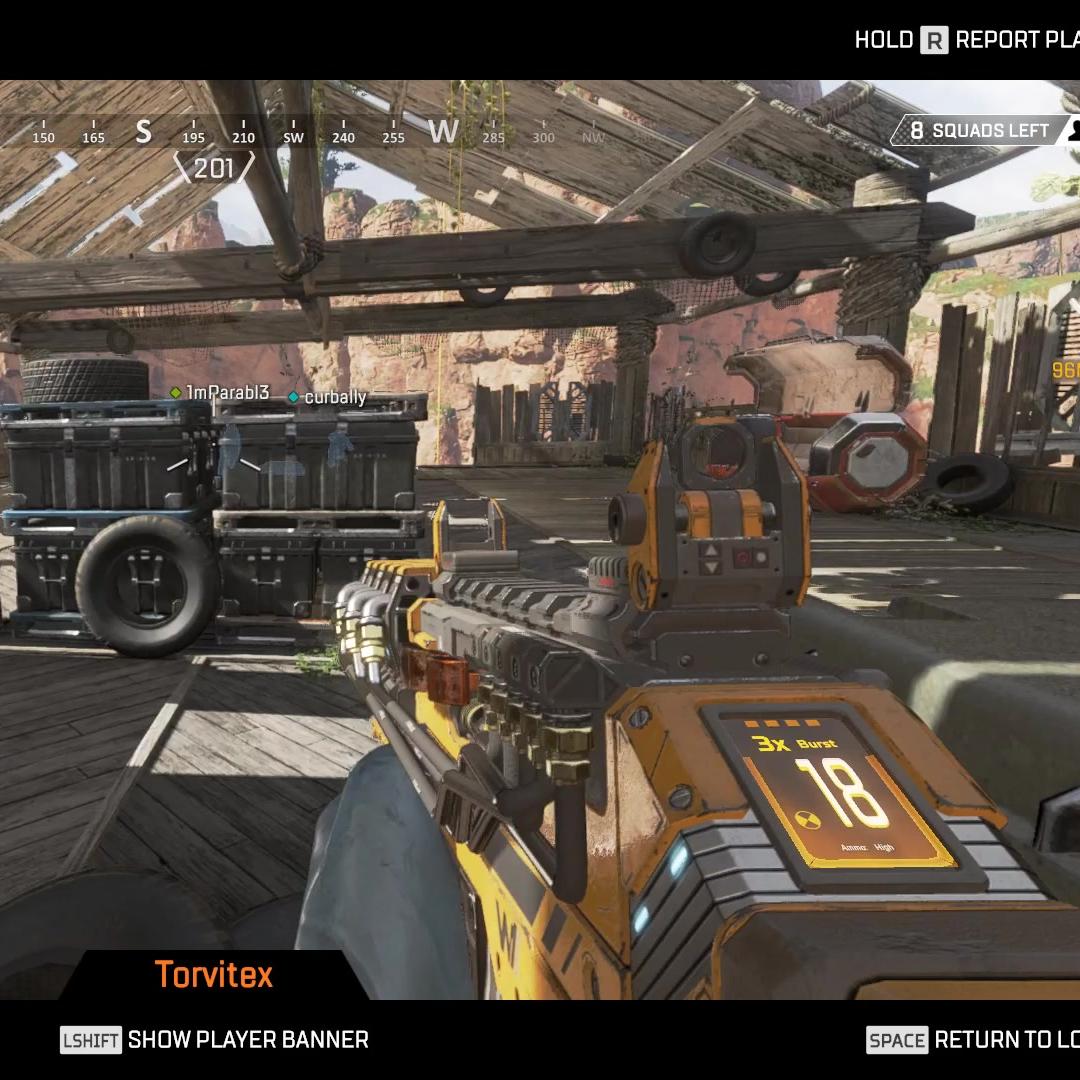 HOLD R REPORT PLA
150 165 S 195 210 SW 240 255 W 285 300 NW
201
8 SQUADS LEFT
96
1mParabl3 curbally
3x Burst
18
Ammo: High
W
Torvitex
LSHIFT SHOW PLAYER BANNER
SPACE RETURN TO LO